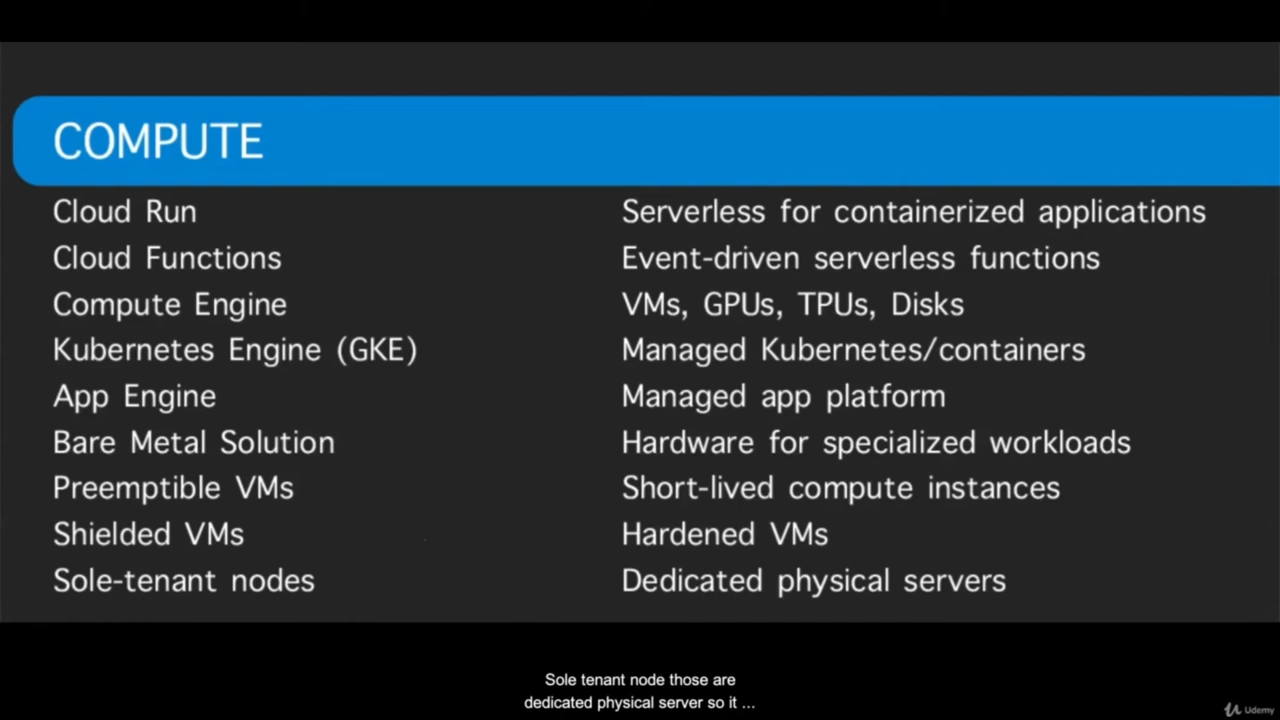 COMPUTE
Cloud Run Serverless for containerized applications
Cloud Functions Event-driven serverless functions
Compute Engine VMs, GPUs, TPUs, Disks
Kubernetes Engine (GKE) Managed Kubernetes/containers
App Engine Managed app platform
Bare Metal Solution Hardware for specialized workloads
Preemptible VMs Short-lived compute instances
Shielded VMs Hardened VMs
Sole-tenant nodes Dedicated physical servers
Sole tenant node those are
dedicated physical server so it ...
Udemy